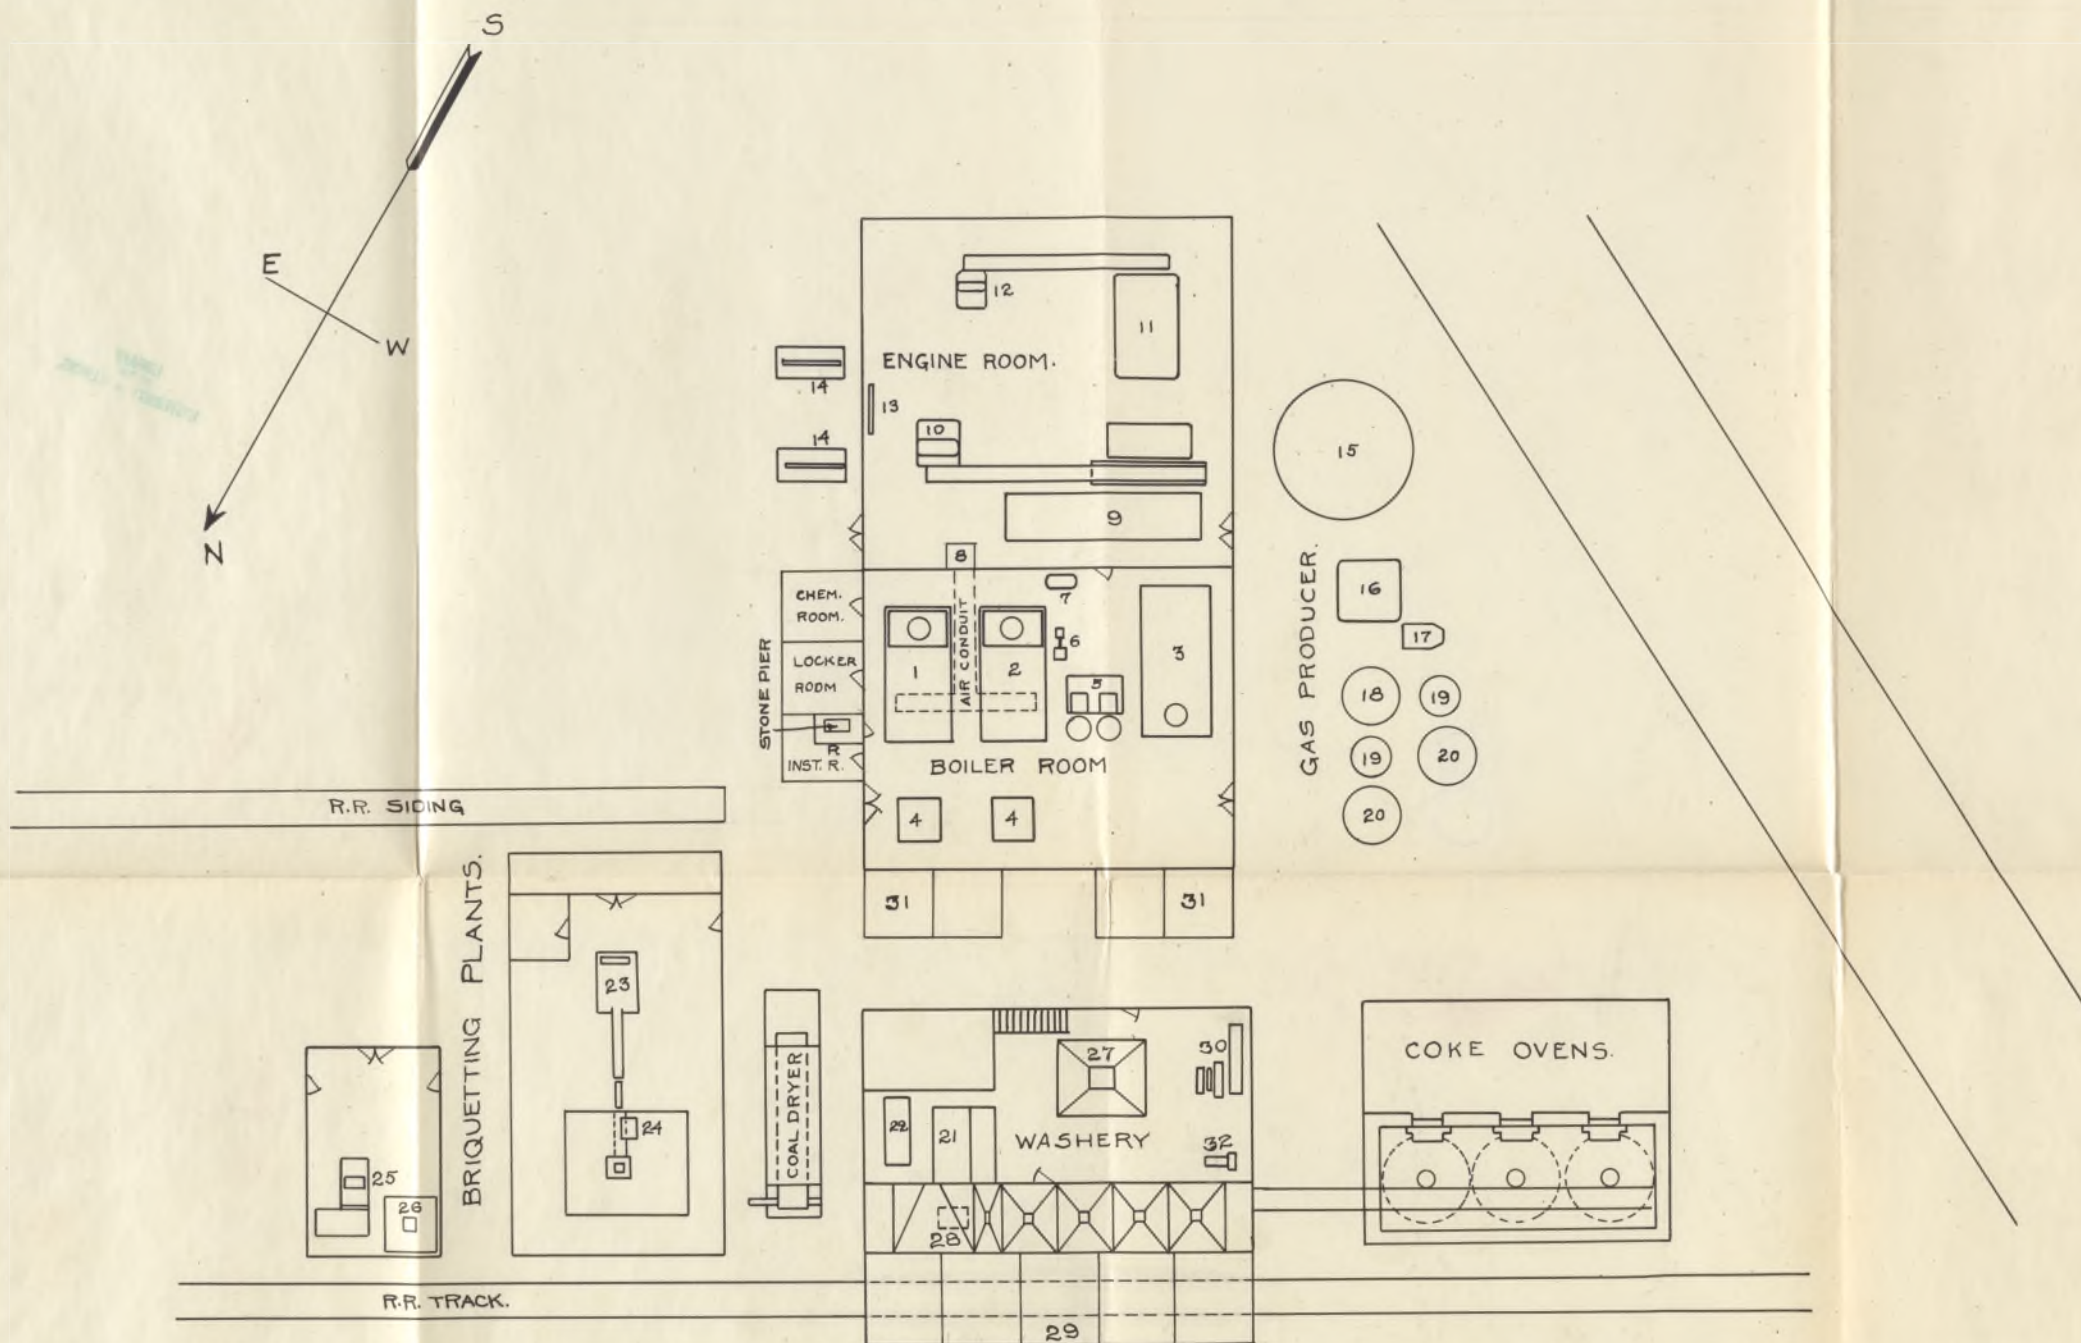 S
E
W
N
12
11
ENGINE ROOM.
14
13
14
10
15
9
8
GAS PRODUCER.
16
17
18
19
19
20
20
CHEM.
ROOM.
LOCKER
ROOM
STONE PIER
R
INST. R.
AIR CONDUIT
7
6
1
2
5
3
BOILER ROOM
4
4
R.R. SIDING
31
31
BRIQUETTING PLANTS.
23
24
25
26
COAL DRYER
27
30
22
21
WASHERY
32
28
COKE OVENS.
R.R. TRACK.
29